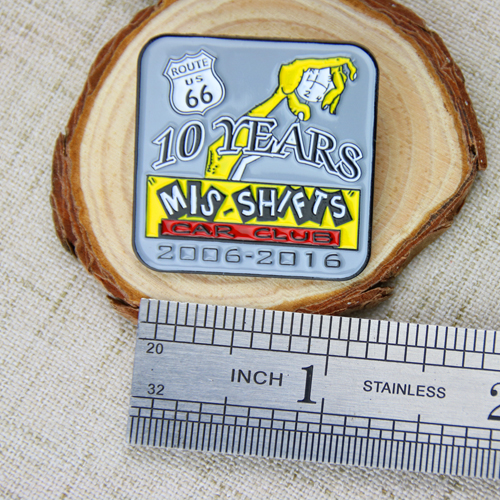 ROUTE
US
66
10 YEARS
"MIS-SHIFTS"
CAR CLUB
2006-2016
20
INCH 1 STAINLESS 2
32